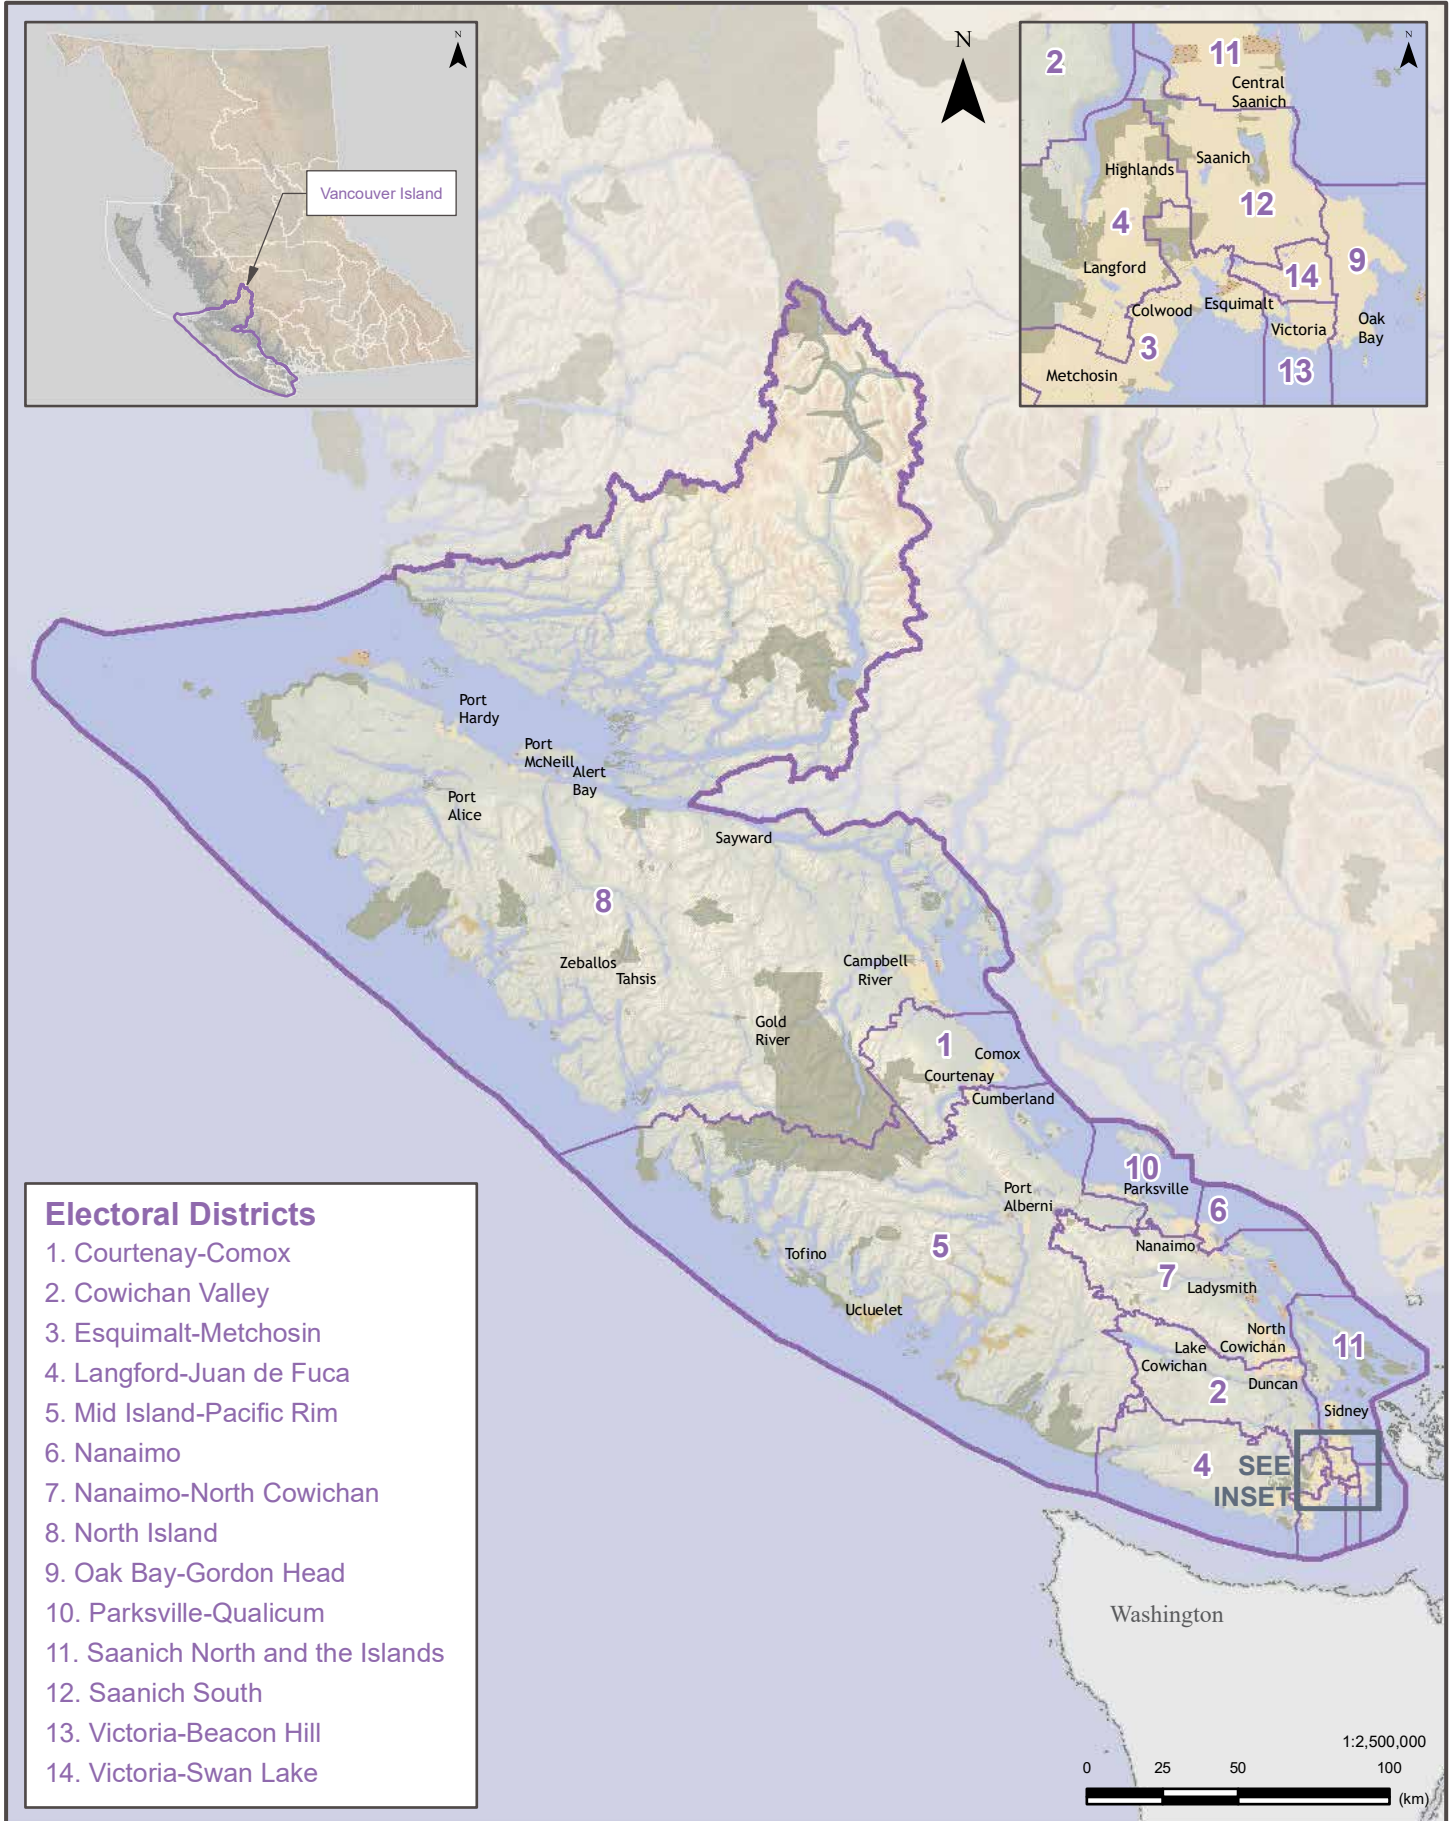 N
Vancouver Island
N
N
2
11
Central
Saanich
Highlands
Saanich
12
4
9
Langford
14
Colwood
Esquimalt
Victoria
Oak
Bay
3
13
Metchosin
Port
Hardy
Port
McNeill
Alert
Bay
Port
Alice
Sayward
8
Zeballos
Tahsis
Campbell
River
Gold
River
1
Comox
Courtenay
Cumberland
10
Parksville
Port
Alberni
6
Nanaimo
5
Tofino
7
Ladysmith
Ucluelet
North
Cowichan
11
Lake
Cowichan
2
Duncan
Sidney
4
SEE
INSET
Washington
Electoral Districts
1. Courtenay-Comox
2. Cowichan Valley
3. Esquimalt-Metchosin
4. Langford-Juan de Fuca
5. Mid Island-Pacific Rim
6. Nanaimo
7. Nanaimo-North Cowichan
8. North Island
9. Oak Bay-Gordon Head
10. Parksville-Qualicum
11. Saanich North and the Islands
12. Saanich South
13. Victoria-Beacon Hill
14. Victoria-Swan Lake
1:2,500,000
0 25 50 100
(km)